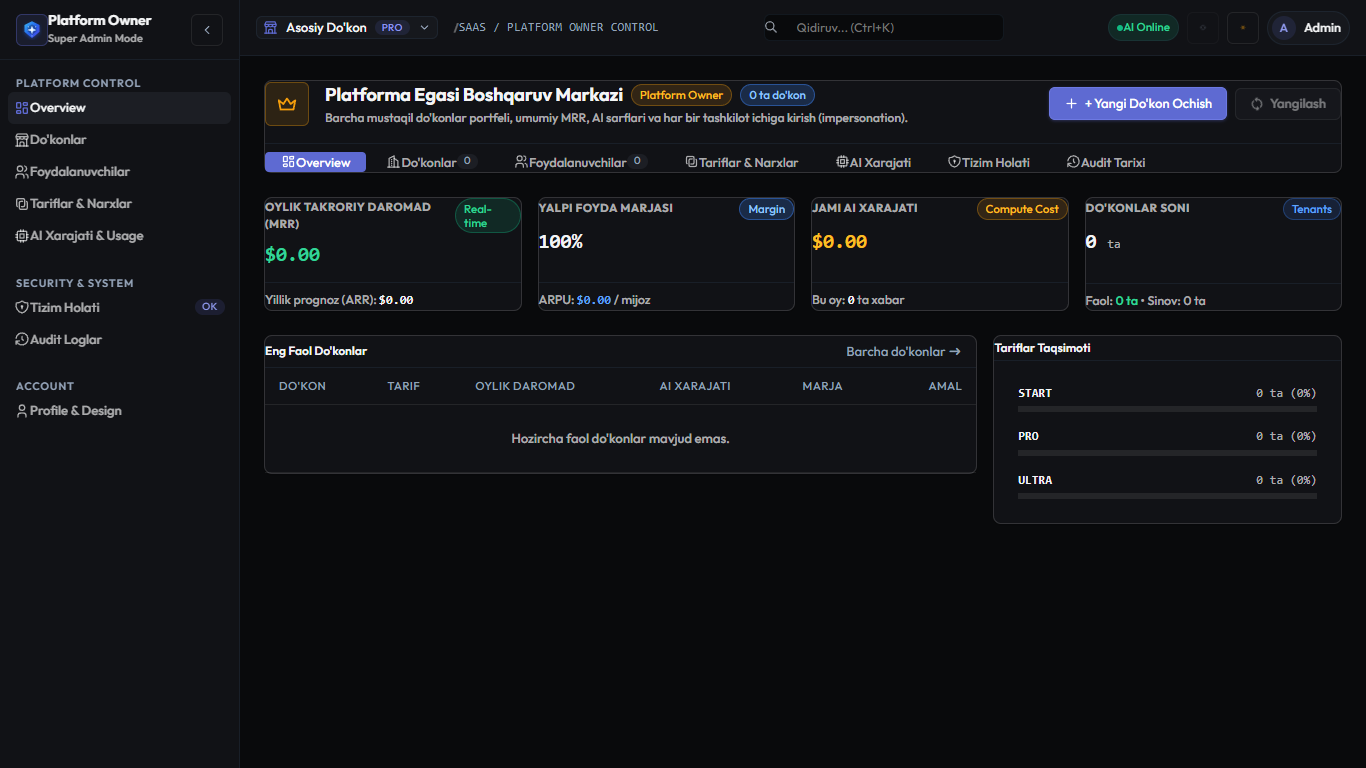 Platform Owner
Super Admin Mode
PLATFORM CONTROL
Overview
Do'konlar
Foydalanuvchilar
Tariflar & Narxlar
AI Xarajati & Usage
SECURITY & SYSTEM
Tizim Holati OK
Audit Loglar
ACCOUNT
Profile & Design
Asosiy Do'kon PRO /SAAS / PLATFORM OWNER CONTROL Qidiruv... (Ctrl+K) AI Online A Admin
Platforma Egasi Boshqaruv Markazi Platform Owner 0 ta do'kon
Barcha mustaqil do'konlar portfeli, umumiy MRR, AI sarflari va har bir tashkilot ichiga kirish (impersonation).
+ Yangi Do'kon Ochish Yangilash
Overview Do'konlar 0 Foydalanuvchilar 0 Tariflar & Narxlar AI Xarajati Tizim Holati Audit Tarixi
OYLIK TAKRORIY DAROMAD
(MRR)
Real-
time
$0.00
Yillik prognoz (ARR): $0.00
YALPI FOYDA MARJASI Margin
100%
ARPU: $0.00 / mijoz
JAMI AI XARAJATI Compute Cost
$0.00
Bu oy: 0 ta xabar
DO'KONLAR SONI Tenants
0 ta
Faol: 0 ta • Sinov: 0 ta
Eng Faol Do'konlar Barcha do'konlar →
DO'KON TARIF OYLIK DAROMAD AI XARAJATI MARJA AMAL
Hozircha faol do'konlar mavjud emas.
Tariflar Taqsimoti
START 0 ta (0%)
PRO 0 ta (0%)
ULTRA 0 ta (0%)